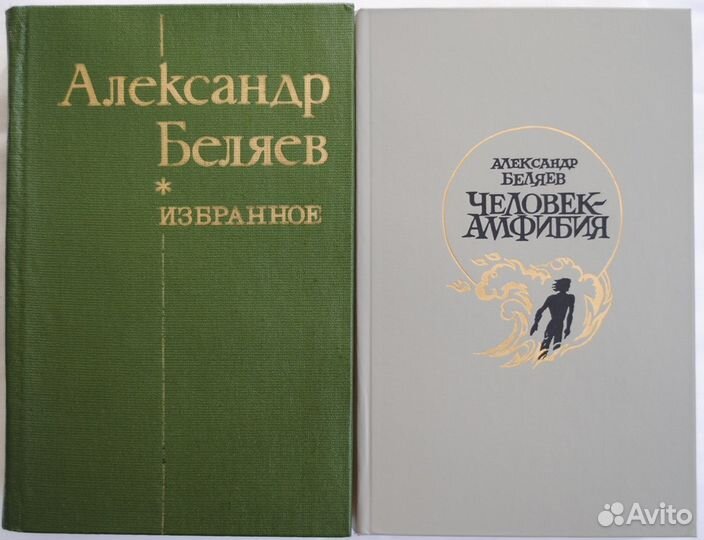 Александр
Беляев
*
ИЗБРАННОЕ
АЛЕКСАНДР
БЕЛЯЕВ
ЧЕЛОВЕК-
АМФИБИЯ
Avito